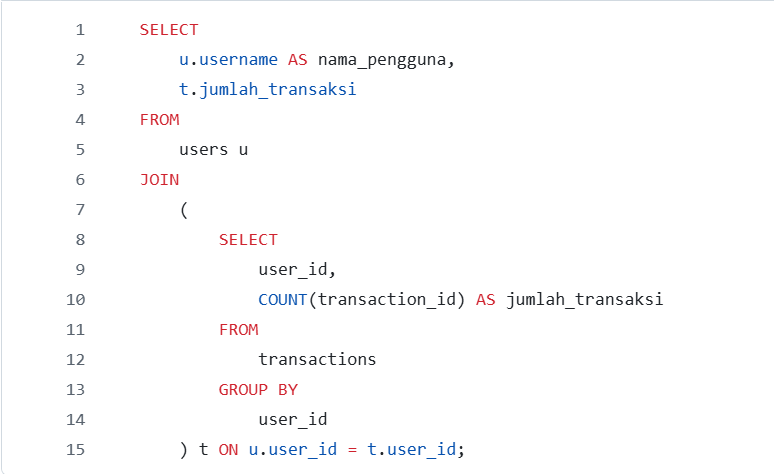 1 SELECT
2 u.username AS nama_pengguna,
3 t.jumlah_transaksi
4 FROM
5 users u
6 JOIN
7 (
8 SELECT
9 user_id,
10 COUNT(transaction_id) AS jumlah_transaksi
11 FROM
12 transactions
13 GROUP BY
14 user_id
15 ) t ON u.user_id = t.user_id;